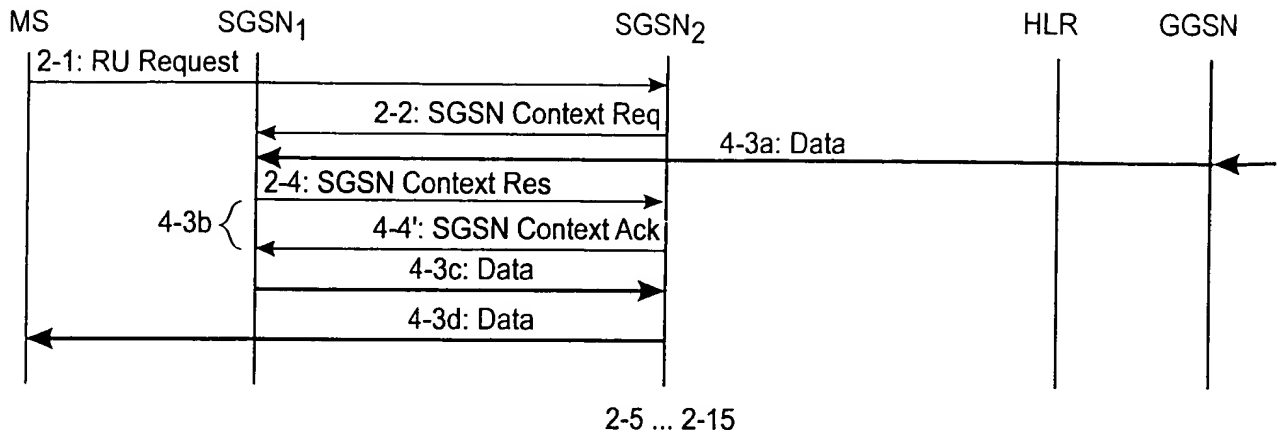 MS SGSN1 SGSN2 HLR GGSN
2-1: RU Request
2-2: SGSN Context Req
4-3a: Data
2-4: SGSN Context Res
4-3b
4-4': SGSN Context Ack
4-3c: Data
4-3d: Data
2-5 ... 2-15